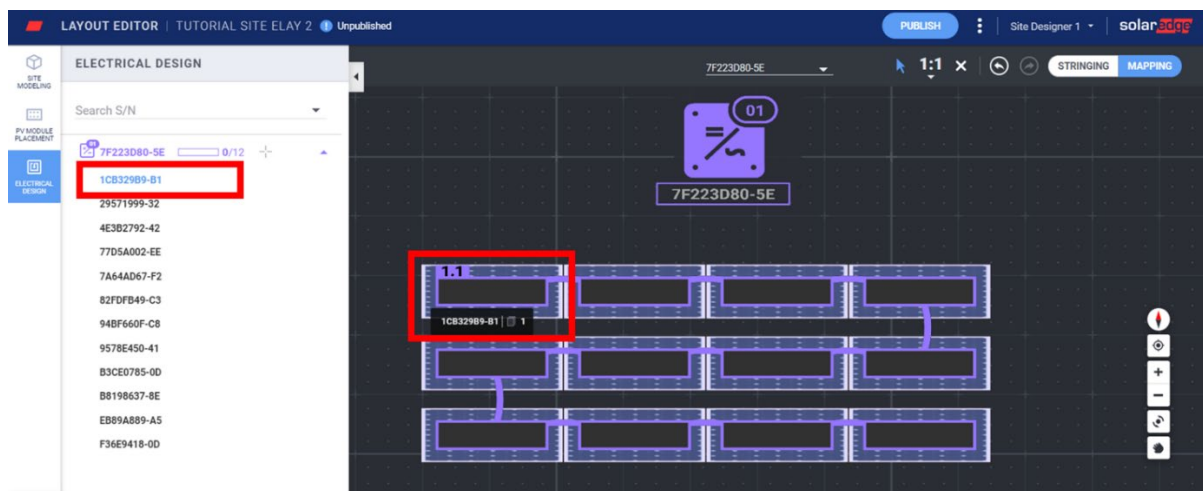 LAYOUT EDITOR | TUTORIAL SITE ELAY 2 Unpublished
PUBLISH
Site Designer 1
solaredge
SITE
MODELING
PV MODULE
PLACEMENT
ELECTRICAL
DESIGN
ELECTRICAL DESIGN
Search S/N
01
7F223D80-5E 0/12
1CB329B9-B1
29571999-32
4E3B2792-42
77D5A002-EE
7A64AD67-F2
82FDFB49-C3
94BF660F-C8
9578E450-41
B3CE0785-0D
B8198637-8E
EB89A889-A5
F36E9418-0D
7F223D80-5E
1:1
STRINGING
MAPPING
01
7F223D80-5E
1.1
1CB329B9-B1 | 1